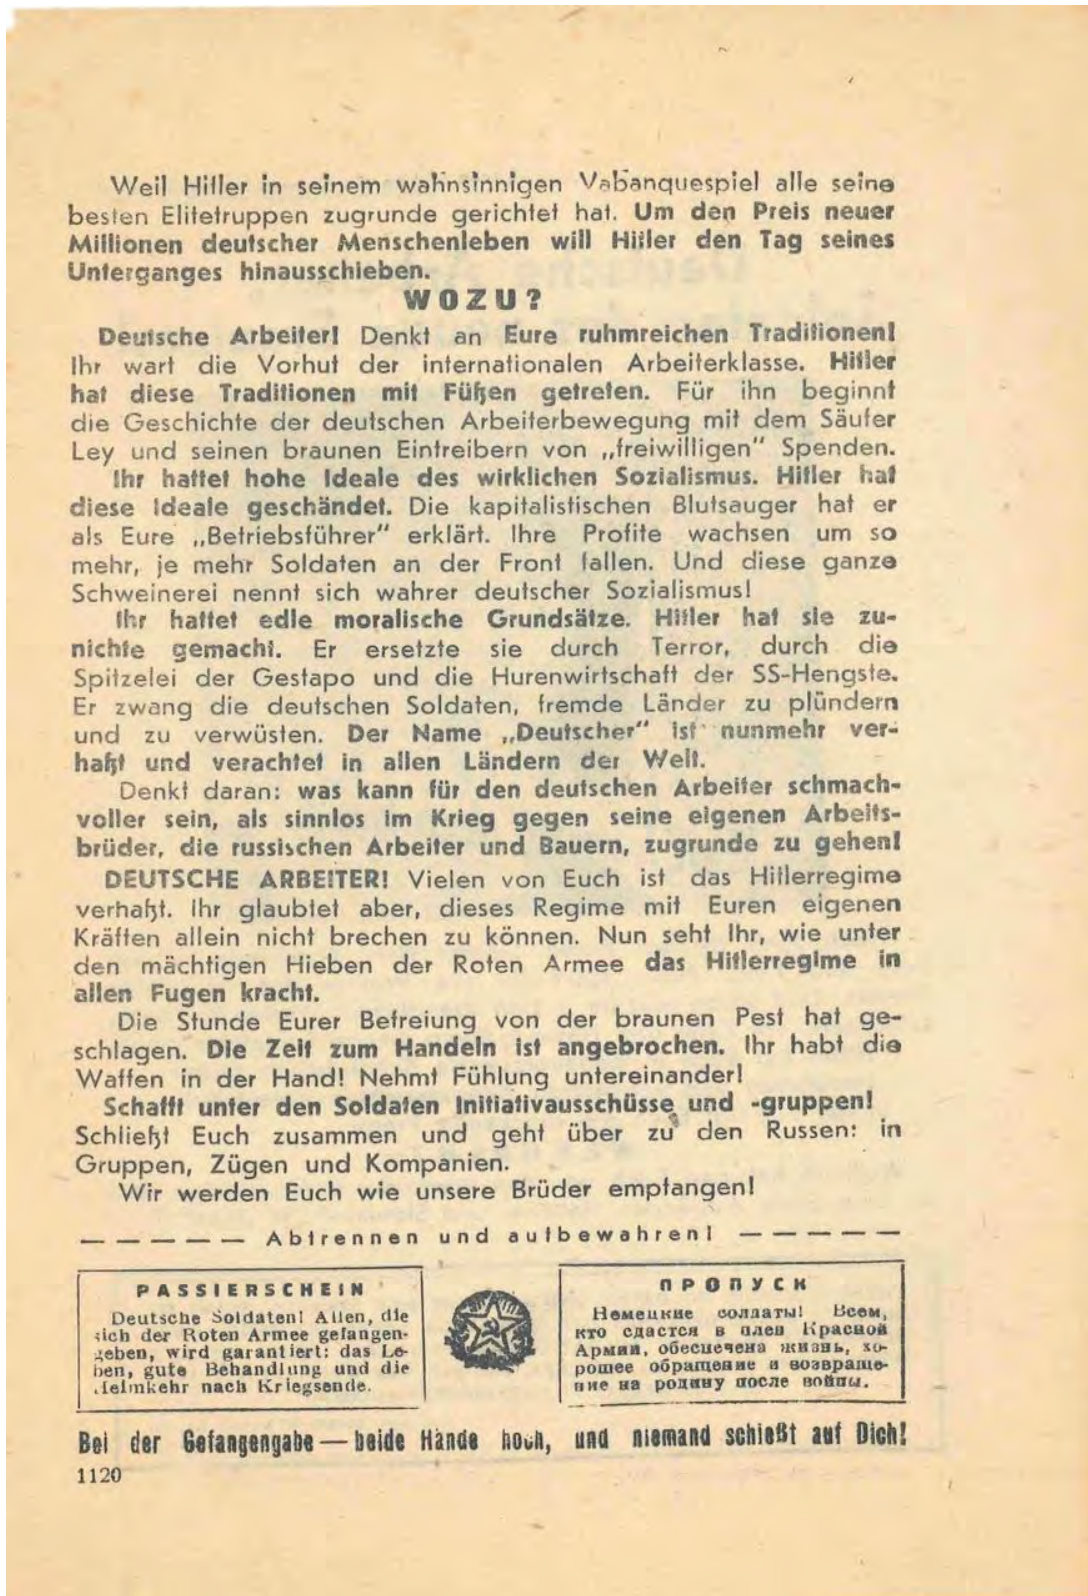 Weil Hitler in seinem wahnsinnigen Vabanquespiel alle seine
besten Elitetruppen zugrunde gerichtet hat. Um den Preis neuer
Millionen deutscher Menschenleben will Hitler den Tag seines
Unterganges hinausschieben.
WOZU?
Deutsche Arbeiter! Denkt an Eure ruhmreichen Traditionen!
Ihr wart die Vorhut der internationalen Arbeiterklasse. Hitler
hat diese Traditionen mit Füßen getreten. Für ihn beginnt
die Geschichte der deutschen Arbeiterbewegung mit dem Säufer
Ley und seinen braunen Eintreibern von „freiwilligen" Spenden.
Ihr hattet hohe Ideale des wirklichen Sozialismus. Hitler hat
diese Ideale geschändet. Die kapitalistischen Blutsauger hat er
als Eure „Betriebsführer" erklärt. Ihre Profite wachsen um so
mehr, je mehr Soldaten an der Front fallen. Und diese ganze
Schweinerei nennt sich wahrer deutscher Sozialismus!
Ihr hattet edle moralische Grundsätze. Hitler hat sie zu-
nichte gemacht. Er ersetzte sie durch Terror, durch die
Spitzelei der Gestapo und die Hurenwirtschaft der SS-Hengste.
Er zwang die deutschen Soldaten, fremde Länder zu plündern
und zu verwüsten. Der Name „Deutscher" ist nunmehr ver-
haßt und verachtet in allen Ländern der Welt.
Denkt daran: was kann für den deutschen Arbeiter schmach-
voller sein, als sinnlos im Krieg gegen seine eigenen Arbeits-
brüder, die russischen Arbeiter und Bauern, zugrunde zu gehen!
DEUTSCHE ARBEITER! Vielen von Euch ist das Hitlerregime
verhaßt. Ihr glaubtet aber, dieses Regime mit Euren eigenen
Kräften allein nicht brechen zu können. Nun seht Ihr, wie unter
den mächtigen Hieben der Roten Armee das Hitlerregime in
allen Fugen kracht.
Die Stunde Eurer Befreiung von der braunen Pest hat ge-
schlagen. Die Zeit zum Handeln ist angebrochen. Ihr habt die
Waffen in der Hand! Nehmt Fühlung untereinander!
Schafft unter den Soldaten Initiativausschüsse und -gruppen!
Schließt Euch zusammen und geht über zu den Russen: in
Gruppen, Zügen und Kompanien.
Wir werden Euch wie unsere Brüder empfangen!
— — — — — — Abtrennen und aufbewahren! — — — — — —
PASSIERSCHEIN
Deutsche Soldaten! Allen, die
sich der Roten Armee gefangen-
geben, wird garantiert: das Le-
ben, gute Behandlung und die
Heimkehr nach Kriegsende.
ПРОПУСК
Немецкие солдаты! Всем,
кто сдастся в плен Красной
Армии, обеспечена жизнь, хо-
рошее обращение и возвраще-
ние на родину после войны.
Bei der Gefangengabe — beide Hände hoch, und niemand schießt auf Dich!
1120